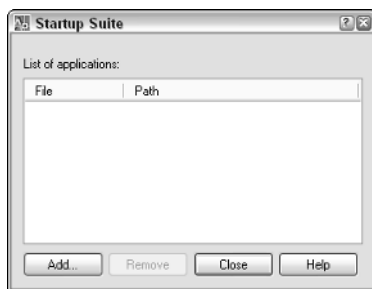 Startup Suite
List of applications:
File Path
Add... Remove Close Help